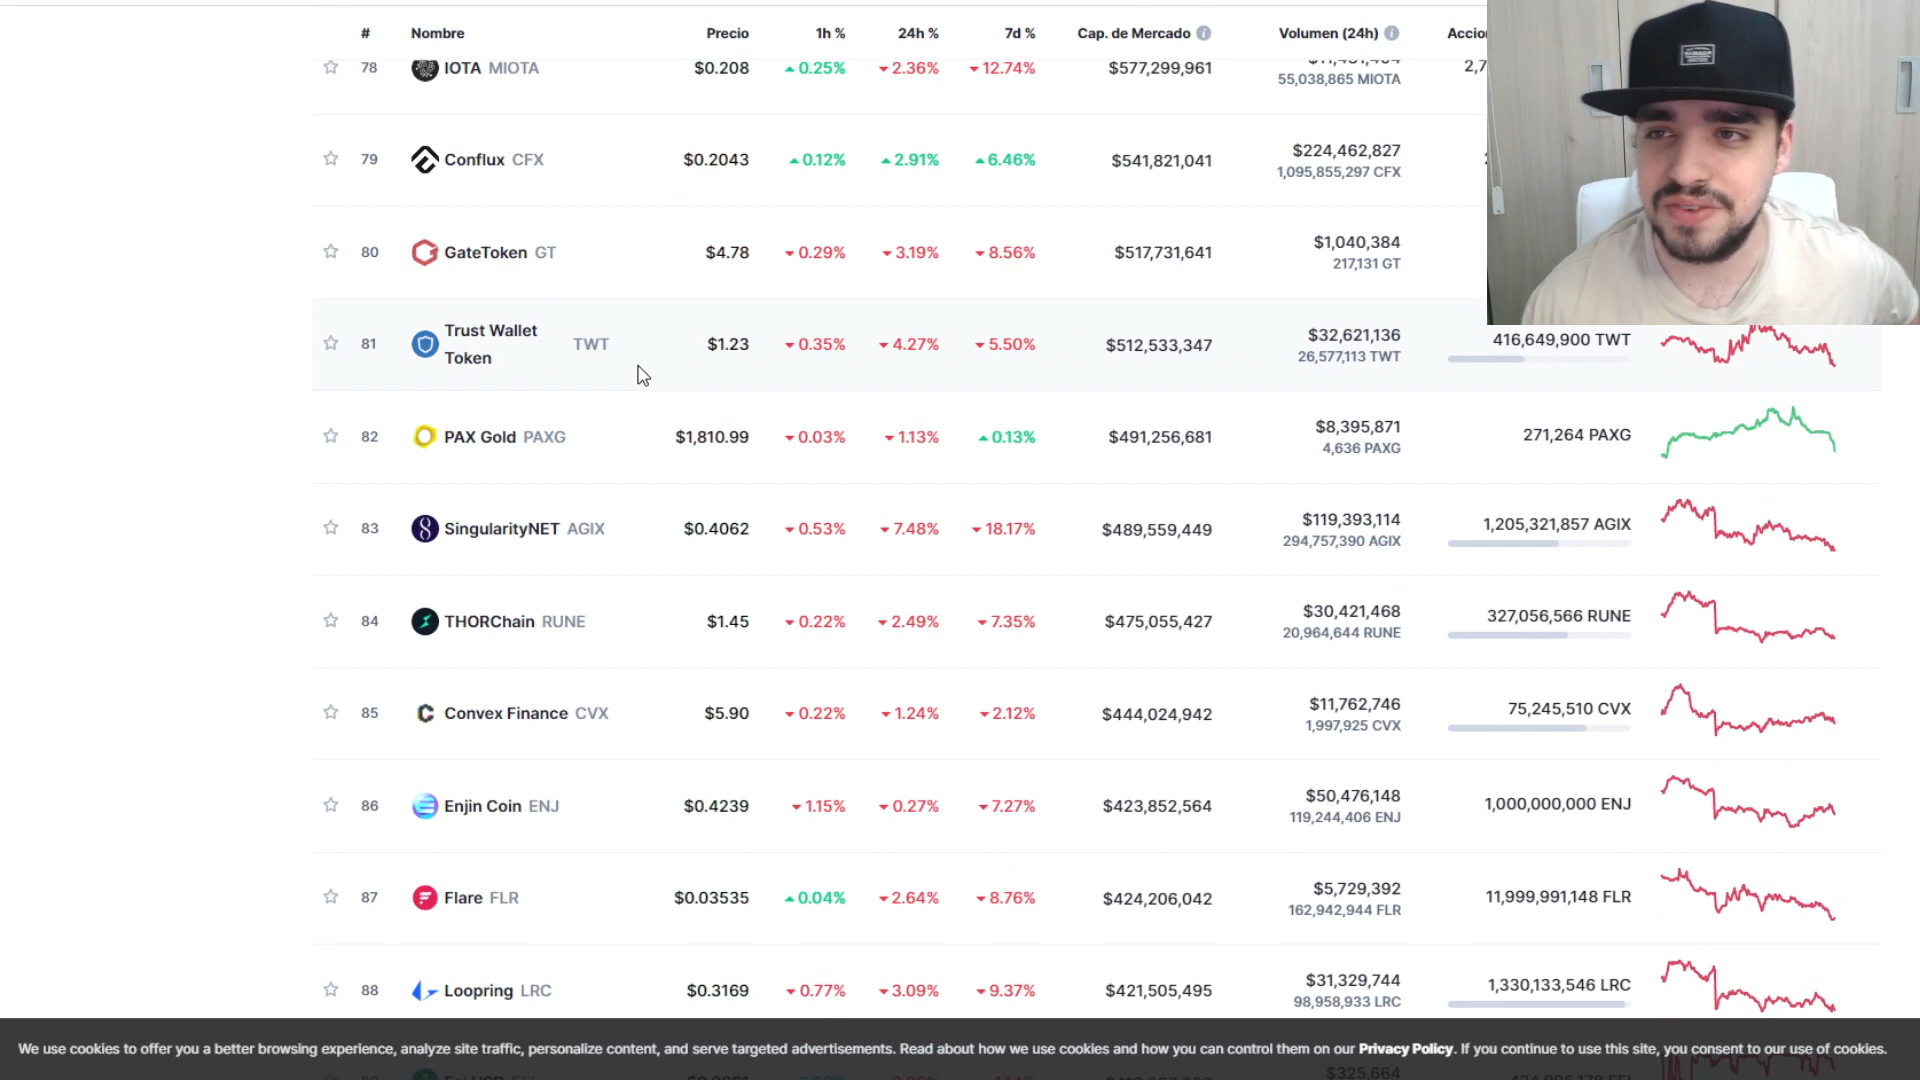 # Nombre Precio 1h % 24h % 7d % Cap. de Mercado Volumen (24h)
78 IOTA MIOTA $0.208 0.25% 2.36% 12.74% $577,299,961
55,038,865 MIOTA
79 Conflux CFX $0.2043 0.12% 2.91% 6.46% $541,821,041 $224,462,827
1,095,855,297 CFX
80 GateToken GT $4.78 0.29% 3.19% 8.56% $517,731,641 $1,040,384
217,131 GT
81 Trust Wallet Token TWT $1.23 0.35% 4.27% 5.50% $512,533,347 $32,621,136 416,649,900 TWT
26,577,113 TWT
82 PAX Gold PAXG $1,810.99 0.03% 1.13% 0.13% $491,256,681 $8,395,871 271,264 PAXG
4,636 PAXG
83 SingularityNET AGIX $0.4062 0.53% 7.48% 18.17% $489,559,449 $119,393,114 1,205,321,857 AGIX
294,757,390 AGIX
84 THORChain RUNE $1.45 0.22% 2.49% 7.35% $475,055,427 $30,421,468 327,056,566 RUNE
20,964,644 RUNE
85 Convex Finance CVX $5.90 0.22% 1.24% 2.12% $444,024,942 $11,762,746 75,245,510 CVX
1,997,925 CVX
86 Enjin Coin ENJ $0.4239 1.15% 0.27% 7.27% $423,852,564 $50,476,148 1,000,000,000 ENJ
119,244,406 ENJ
87 Flare FLR $0.03535 0.04% 2.64% 8.76% $424,206,042 $5,729,392 11,999,991,148 FLR
162,942,944 FLR
88 Loopring LRC $0.3169 0.77% 3.09% 9.37% $421,505,495 $31,329,744 1,330,133,546 LRC
98,958,933 LRC
We use cookies to offer you a better browsing experience, analyze site traffic, personalize content, and serve targeted advertisements. Read about how we use cookies and how you can control them on our Privacy Policy. If you continue to use this site, you consent to our use of cookies.